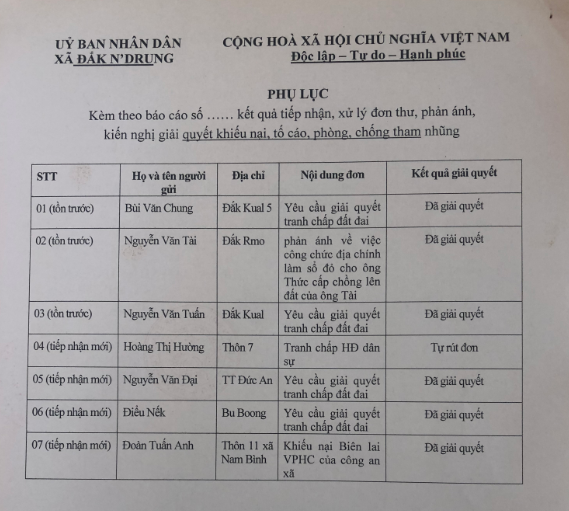 UỶ BAN NHÂN DÂN
XÃ ĐẮK N'DRUNG
CỘNG HOÀ XÃ HỘI CHỦ NGHĨA VIỆT NAM
Độc lập – Tự do – Hạnh phúc
PHỤ LỤC
Kèm theo báo cáo số …… kết quả tiếp nhận, xử lý đơn thư, phản ánh,
kiến nghị giải quyết khiếu nại, tố cáo, phòng, chống tham nhũng
STT
Họ và tên người
gửi
Địa chỉ
Nội dung đơn
Kết quả giải quyết
01 (tồn trước)
Bùi Văn Chung
Đắk Kual 5
Yêu cầu giải quyết
tranh chấp đất đai
Đã giải quyết
02 (tồn trước)
Nguyễn Văn Tài
Đắk Rmo
phản ánh về việc
công chức địa chính
làm sổ đỏ cho ông
Thức cấp chồng lên
đất của ông Tài
Đã giải quyết
03 (tồn trước)
Nguyễn Văn Tuấn
Đắk Kual
Yêu cầu giải quyết
tranh chấp đất đai
Đã giải quyết
04 (tiếp nhận mới)
Hoàng Thị Hường
Thôn 7
Tranh chấp HĐ dân
sự
Tự rút đơn
05 (tiếp nhận mới)
Nguyễn Văn Đại
TT Đức An
Yêu cầu giải quyết
tranh chấp đất đai
Đã giải quyết
06 (tiếp nhận mới)
Điểu Nếk
Bu Boong
Yêu cầu giải quyết
tranh chấp đất đai
Đã giải quyết
07 (tiếp nhận mới)
Đoàn Tuấn Anh
Thôn 11 xã
Nam Bình
Khiếu nại Biên lai
VPHC của công an
xã
Đã giải quyết